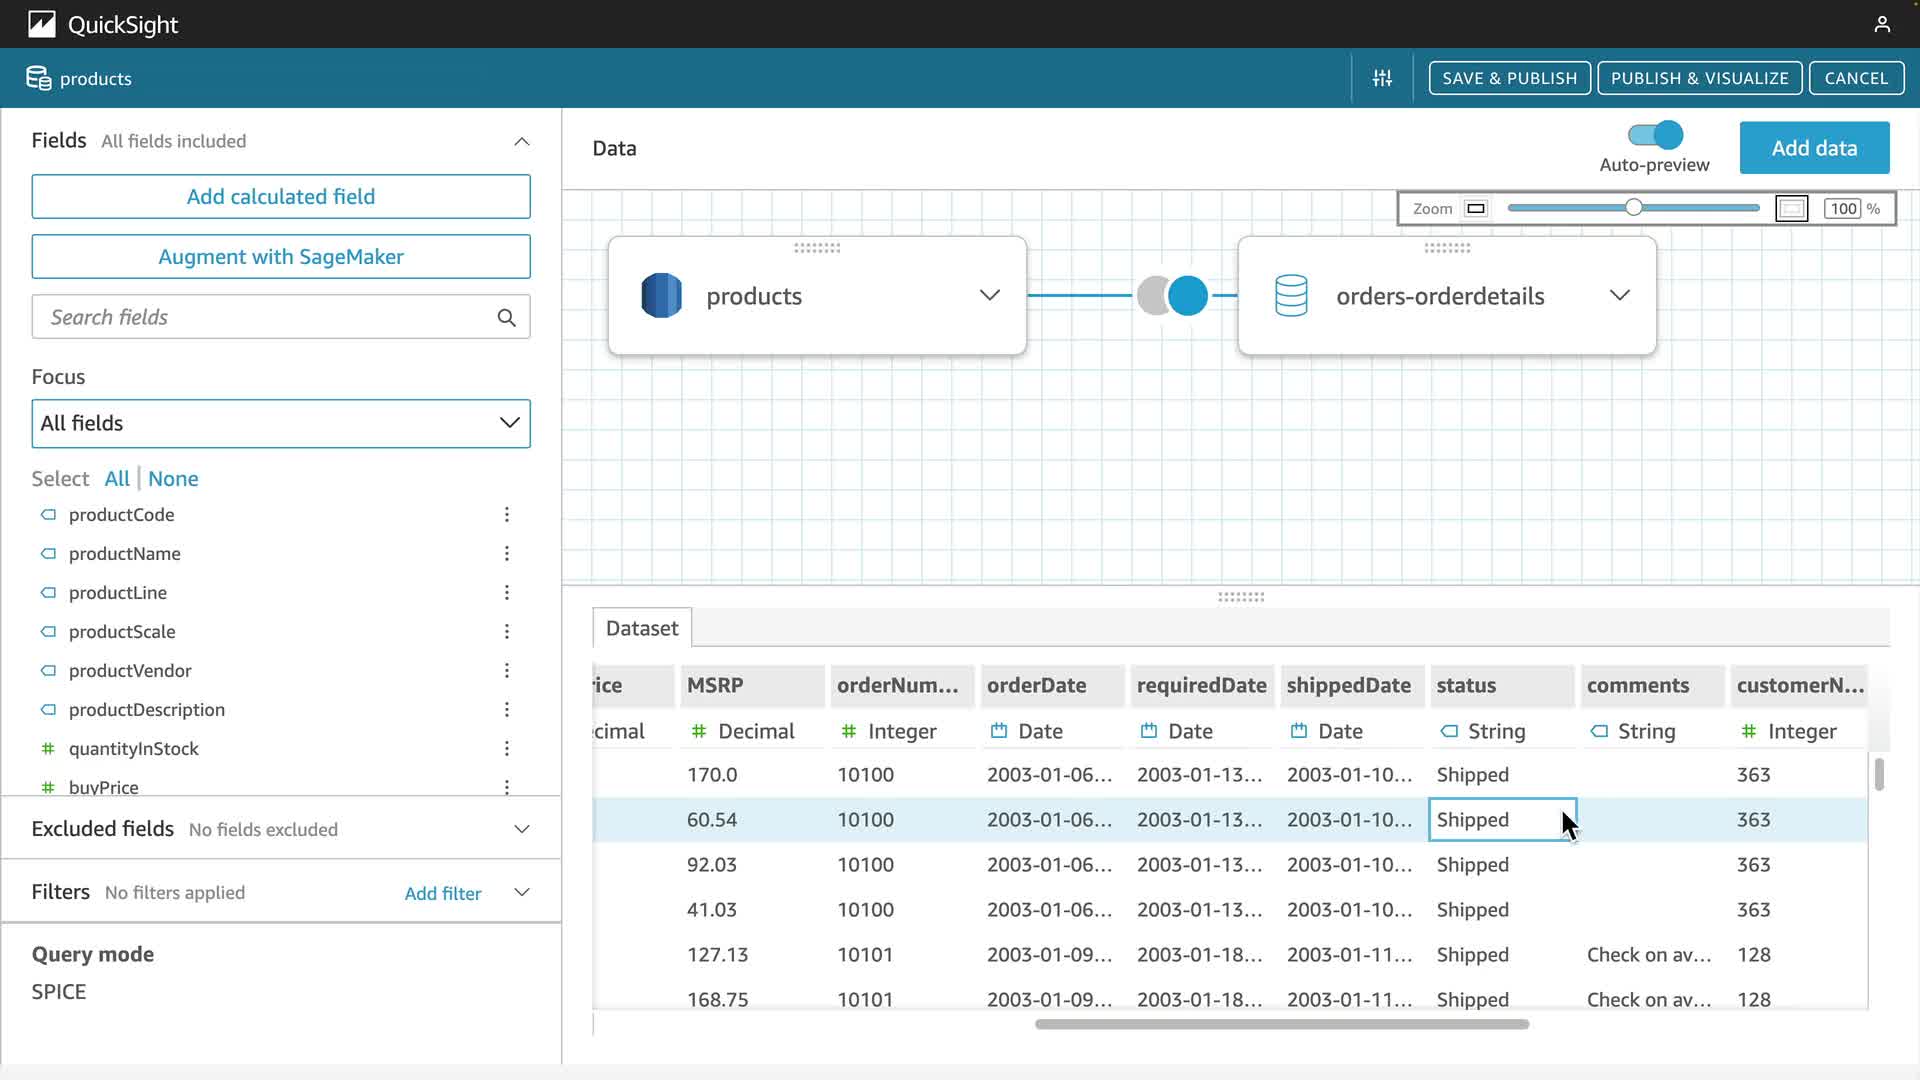 QuickSight
products
SAVE & PUBLISH
PUBLISH & VISUALIZE
CANCEL
Fields All fields included
Add calculated field
Augment with SageMaker
Search fields
Focus
All fields
Select All | None
productCode
productName
productLine
productScale
productVendor
productDescription
quantityInStock
buyPrice
Excluded fields No fields excluded
Filters No filters applied Add filter
Query mode
SPICE
Data
Auto-preview
Add data
Zoom 100 %
products
orders-orderdetails
Dataset
rice MSRP orderNum... orderDate requiredDate shippedDate status comments customerN...
cimal # Decimal # Integer Date Date Date String String # Integer
170.0 10100 2003-01-06... 2003-01-13... 2003-01-10... Shipped 363
60.54 10100 2003-01-06... 2003-01-13... 2003-01-10... Shipped 363
92.03 10100 2003-01-06... 2003-01-13... 2003-01-10... Shipped 363
41.03 10100 2003-01-06... 2003-01-13... 2003-01-10... Shipped 363
127.13 10101 2003-01-09... 2003-01-18... 2003-01-11... Shipped Check on av... 128
168.75 10101 2003-01-09... 2003-01-18... 2003-01-11... Shipped Check on av... 128